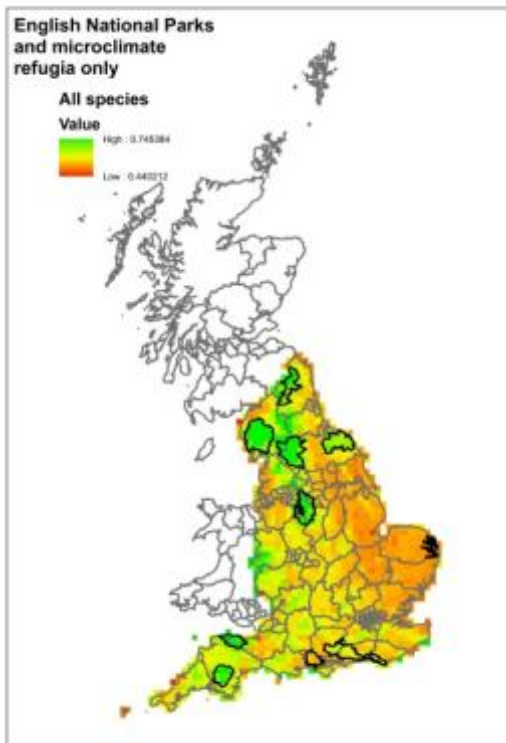 English National Parks
and microclimate
refugia only
All species
Value
High : 0.745384
Low : 0.440212